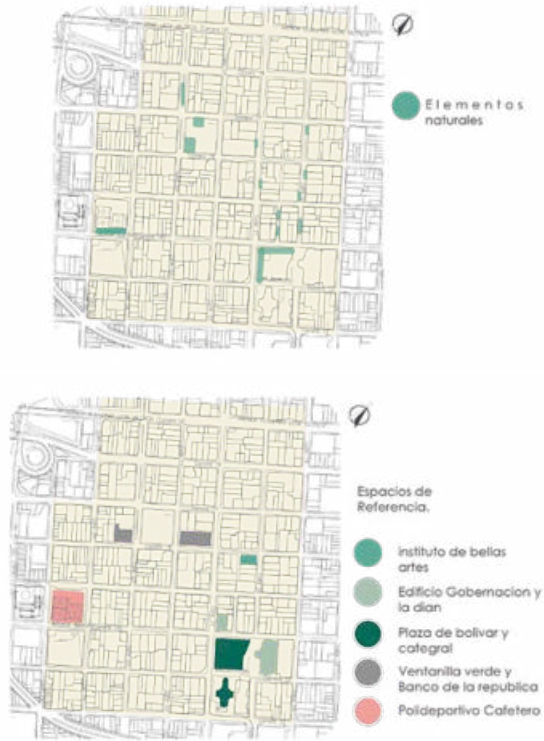 Elementos
naturales
Espacios de
Referencia.
instituto de bellas
artes
Edificio Gobernacion y
la dian
Plaza de bolivar y
categral
Ventanilla verde y
Banco de la republica
Polideportivo Cafetero